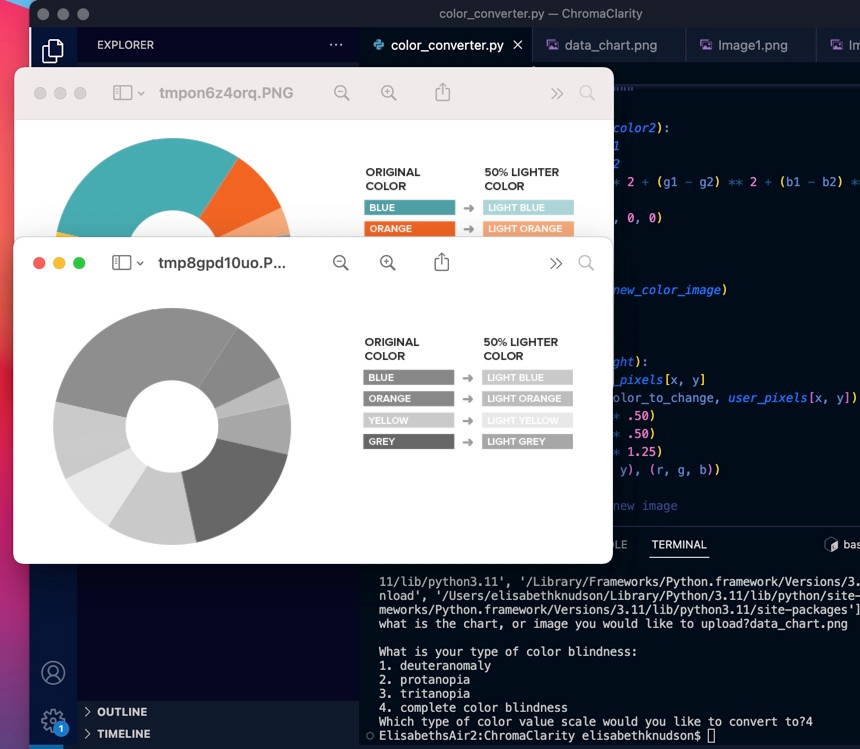 color_converter.py — ChromaClarity
EXPLORER
color_converter.py
data_chart.png
Image1.png
Im
tmpon6z4orq.PNG
ORIGINAL COLOR
50% LIGHTER COLOR
BLUE → LIGHT BLUE
ORANGE → LIGHT ORANGE
tmp8gpd10uo.P...
ORIGINAL COLOR
50% LIGHTER COLOR
BLUE → LIGHT BLUE
ORANGE → LIGHT ORANGE
YELLOW → LIGHT YELLOW
GREY → LIGHT GREY
"""
color2):
1
2
* 2 + (g1 - g2) ** 2 + (b1 - b2) **
, 0, 0)
new_color_image)
ght):
_pixels[x, y]
olor_to_change, user_pixels[x, y])
* .50)
* .50)
* 1.25)
y), (r, g, b))
new image
LE
TERMINAL
bas
11/lib/python3.11', '/Library/Frameworks/Python.framework/Versions/3.
nload', '/Users/elisabethknudson/Library/Python/3.11/lib/python/site-
meworks/Python.framework/Versions/3.11/lib/python3.11/site-packages']
what is the chart, or image you would like to upload?data_chart.png
What is your type of color blindness:
1. deuteranomaly
2. protanopia
3. tritanopia
4. complete color blindness
Which type of color value scale would you like to convert to?4
ElisabethsAir2:ChromaClarity elisabethknudson$
OUTLINE
TIMELINE
1